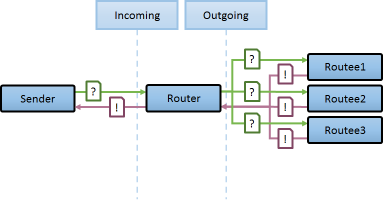 Incoming
Outgoing
?
!
Routee1
Sender
?
!
Router
?
!
Routee2
?
!
Routee3